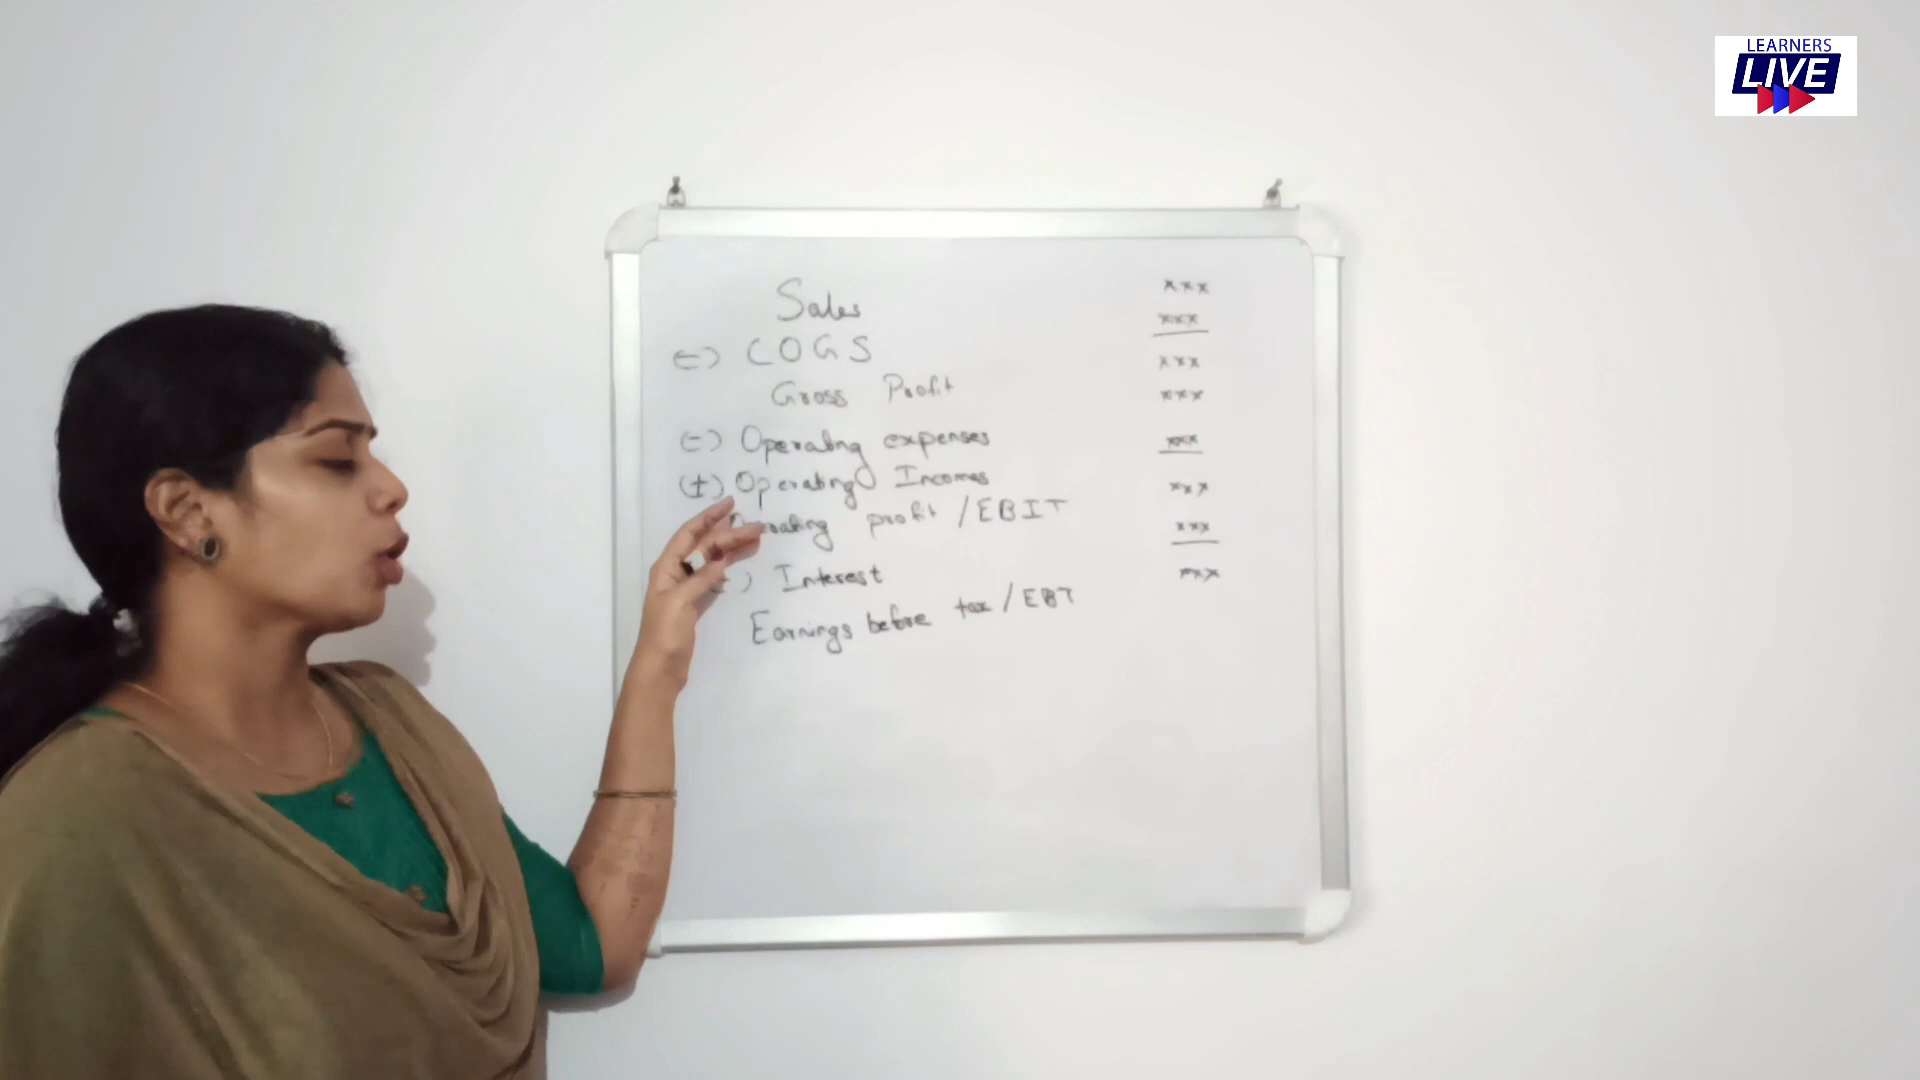 LEARNERS
LIVE
Sales xxx
(-) COGS xxx
Gross Profit xxx
xxx
(-) Operating expenses xxx
(+) Operating Incomes xxx
Operating profit / EBIT xxx
(-) Interest xxx
Earnings before tax / EBT